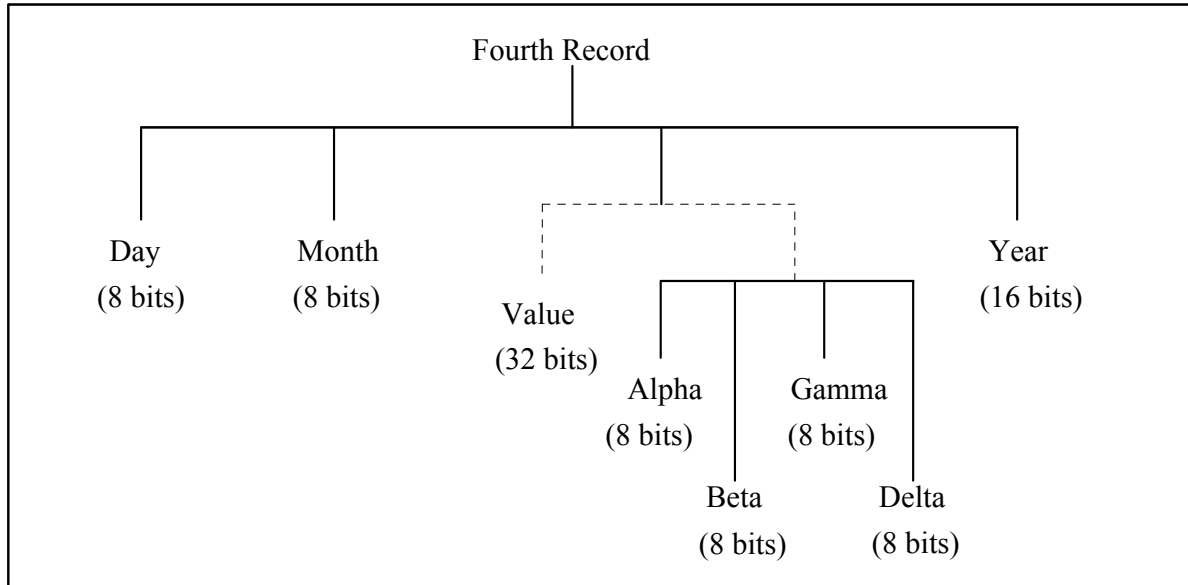 Fourth Record
Day
(8 bits)
Month
(8 bits)
Value
(32 bits)
Alpha
(8 bits)
Beta
(8 bits)
Gamma
(8 bits)
Delta
(8 bits)
Year
(16 bits)